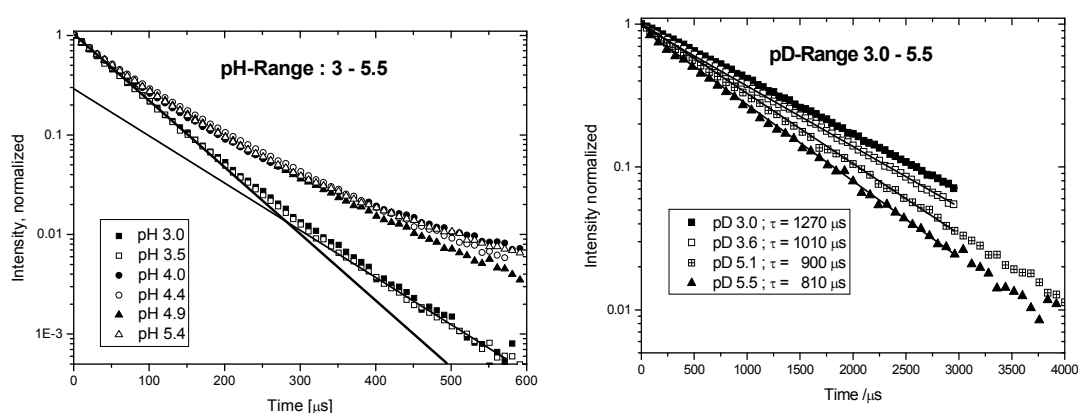 pH-Range : 3 - 5.5
Intensity, normalized
1
0.1
0.01
1E-3
pH 3.0
pH 3.5
pH 4.0
pH 4.4
pH 4.9
pH 5.4
0 100 200 300 400 500 600
Time [µs]
pD-Range 3.0 - 5.5
Intensity normalized
1
0.1
0.01
pD 3.0 ; τ = 1270 µs
pD 3.6 ; τ = 1010 µs
pD 5.1 ; τ = 900 µs
pD 5.5 ; τ = 810 µs
0 500 1000 1500 2000 2500 3000 3500 4000
Time /µs